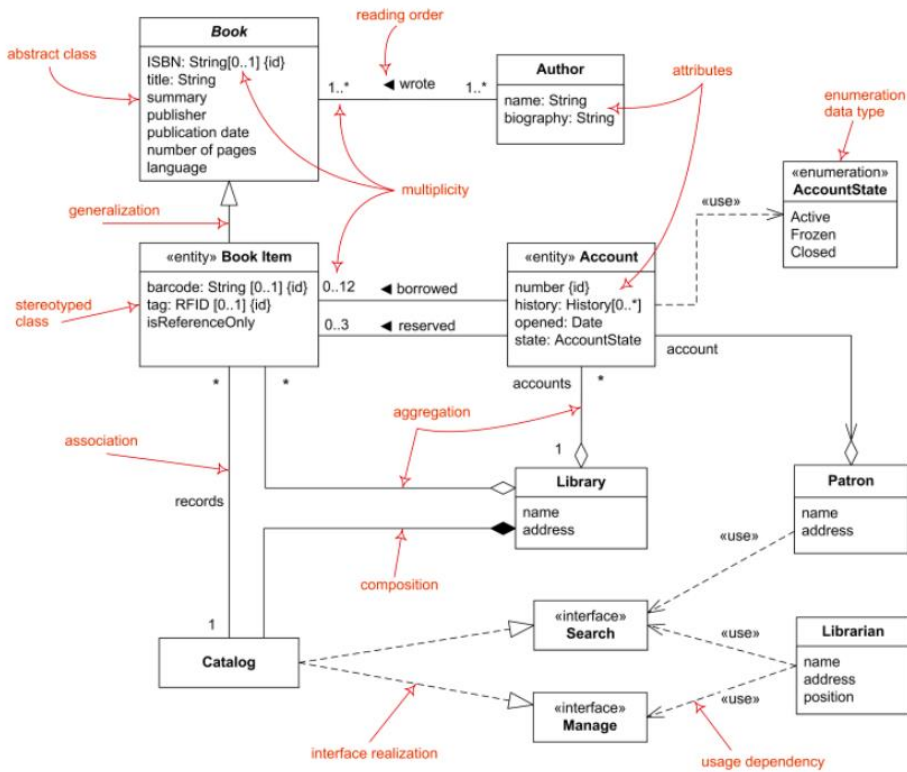 reading order
Book
abstract class
ISBN: String[0..1] {id}
title: String
summary
publisher
publication date
number of pages
language
1..*
◄ wrote
1..*
Author
name: String
biography: String
attributes
enumeration
data type
«enumeration»
AccountState
Active
Frozen
Closed
multiplicity
generalization
«use»
«entity» Book Item
barcode: String [0..1] {id}
tag: RFID [0..1] {id}
isReferenceOnly
stereotyped
class
0..12
◄ borrowed
0..3
◄ reserved
«entity» Account
number {id}
history: History[0..*]
opened: Date
state: AccountState
account
*
*
accounts
*
aggregation
association
1
records
Library
name
address
Patron
name
address
composition
«use»
1
Catalog
«interface»
Search
«use»
Librarian
name
address
position
«use»
«interface»
Manage
interface realization
usage dependency